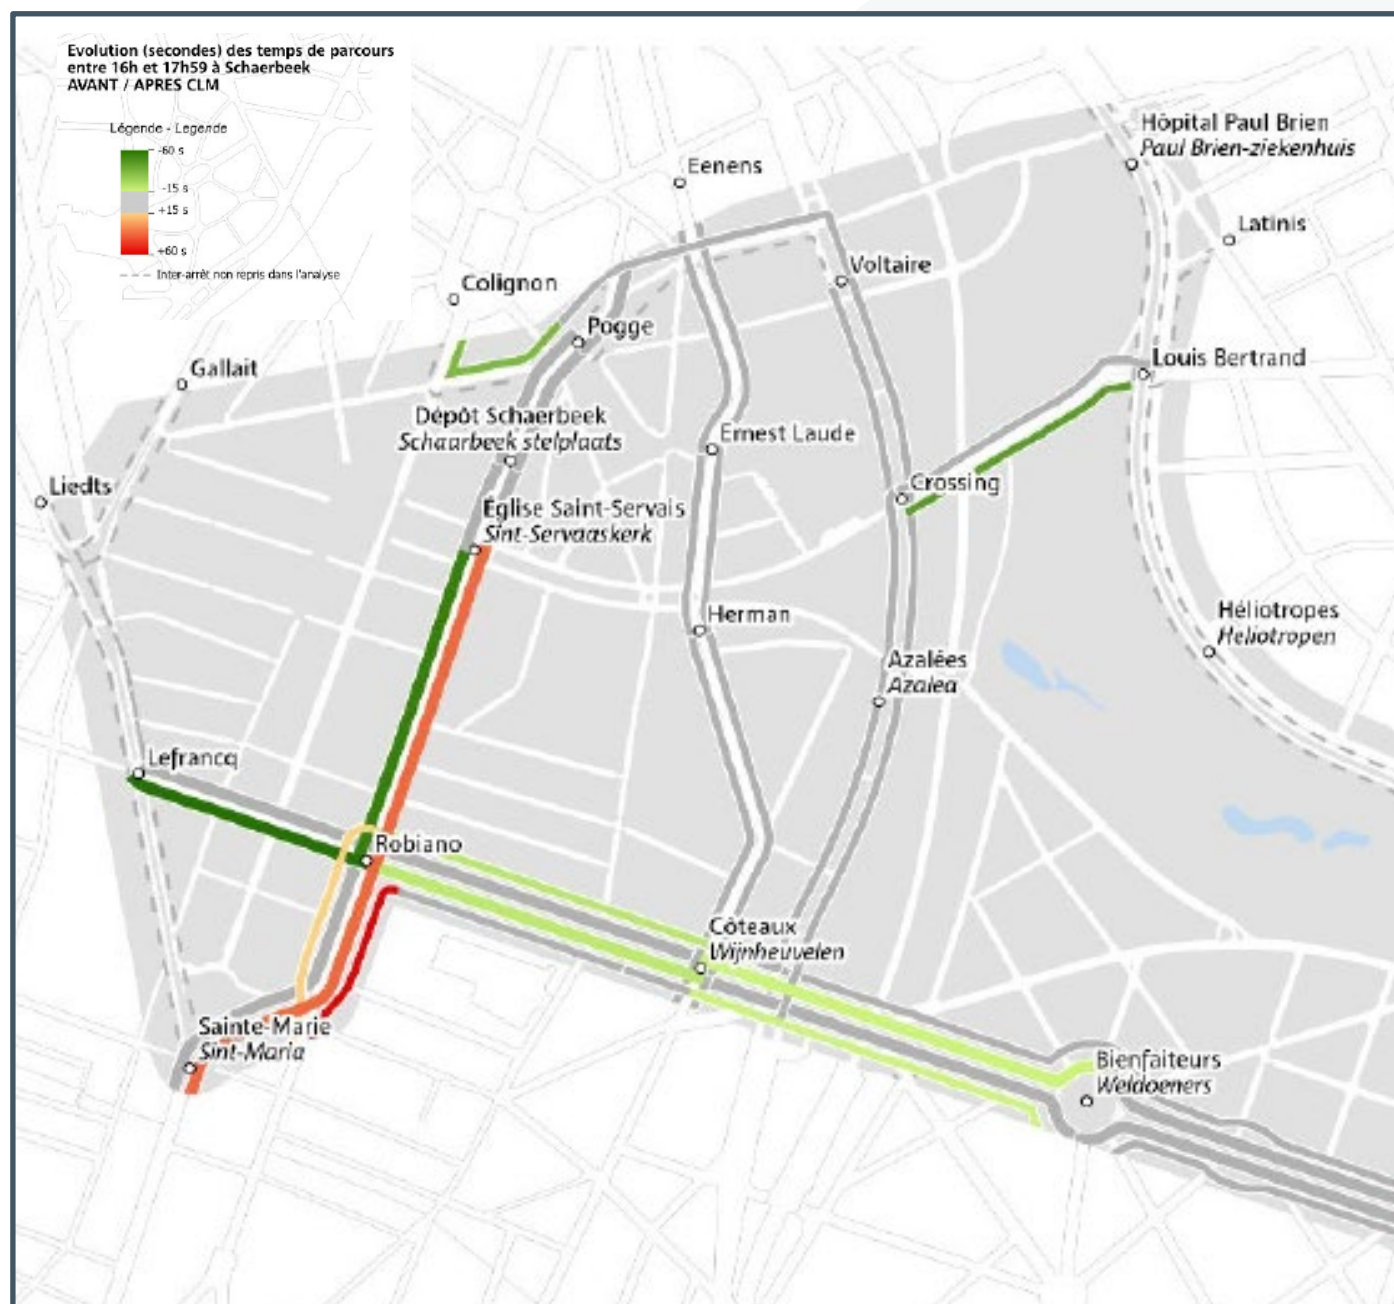 Evolution (secondes) des temps de parcours
entre 16h et 17h59 à Schaerbeek
AVANT / APRES CLM
Légende - Legende
-60 s
-15 s
+15 s
+60 s
Inter-arrêt non repris dans l'analyse
Hôpital Paul Brien
Paul Brien-ziekenhuis
Eenens
Latinis
Voltaire
Colignon
Pogge
Louis Bertrand
Gallait
Dépôt Schaerbeek
Schaarbeek stelplaats
Ernest Laude
Liedts
Crossing
Église Saint-Servais
Sint-Servaaskerk
Herman
Héliotropes
Heliotropen
Azalées
Azalea
Lefrancq
Robiano
Côteaux
Wijnheuvelen
Sainte-Marie
Sint-Maria
Bienfaiteurs
Weldoeners